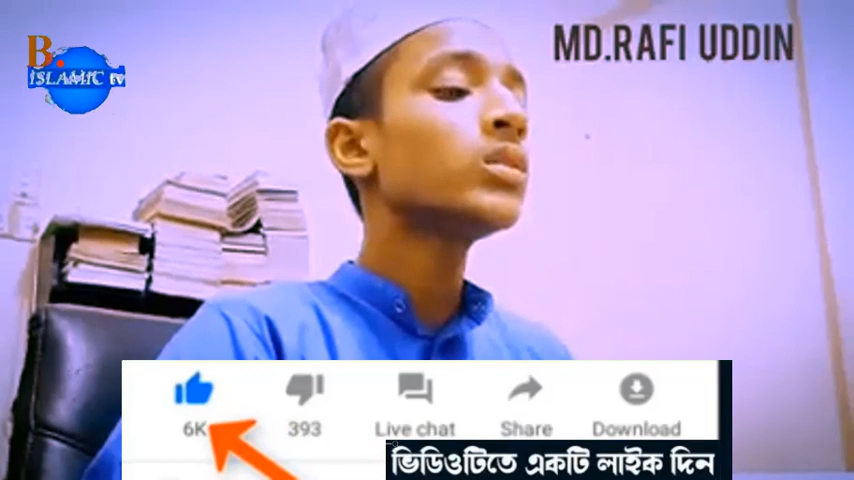 B.
ISLAMIC tv
MD.RAFI UDDIN
6K
393
Live chat
Share
Download
ভিডিওটিতে একটি লাইক দিন